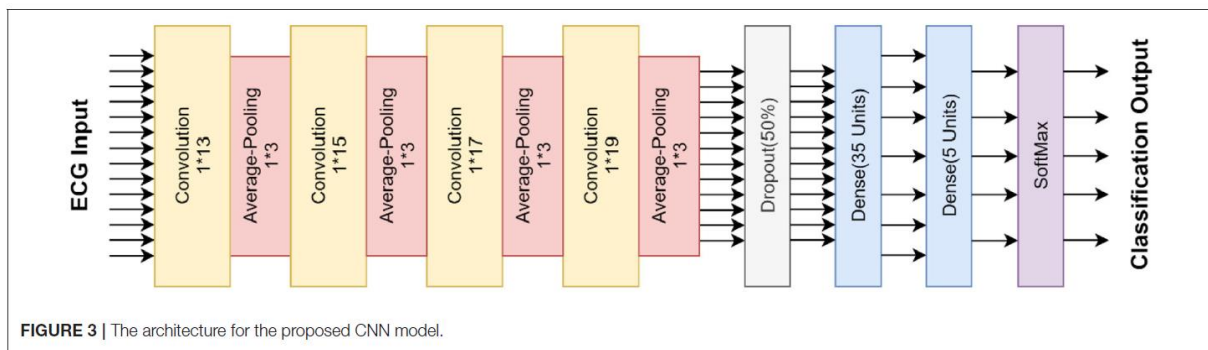 ECG Input
Convolution
1*13
Average-Pooling
1*3
Convolution
1*15
Average-Pooling
1*3
Convolution
1*17
Average-Pooling
1*3
Convolution
1*19
Average-Pooling
1*3
Dropout(50%)
Dense(35 Units)
Dense(5 Units)
SoftMax
Classification Output
FIGURE 3 | The architecture for the proposed CNN model.